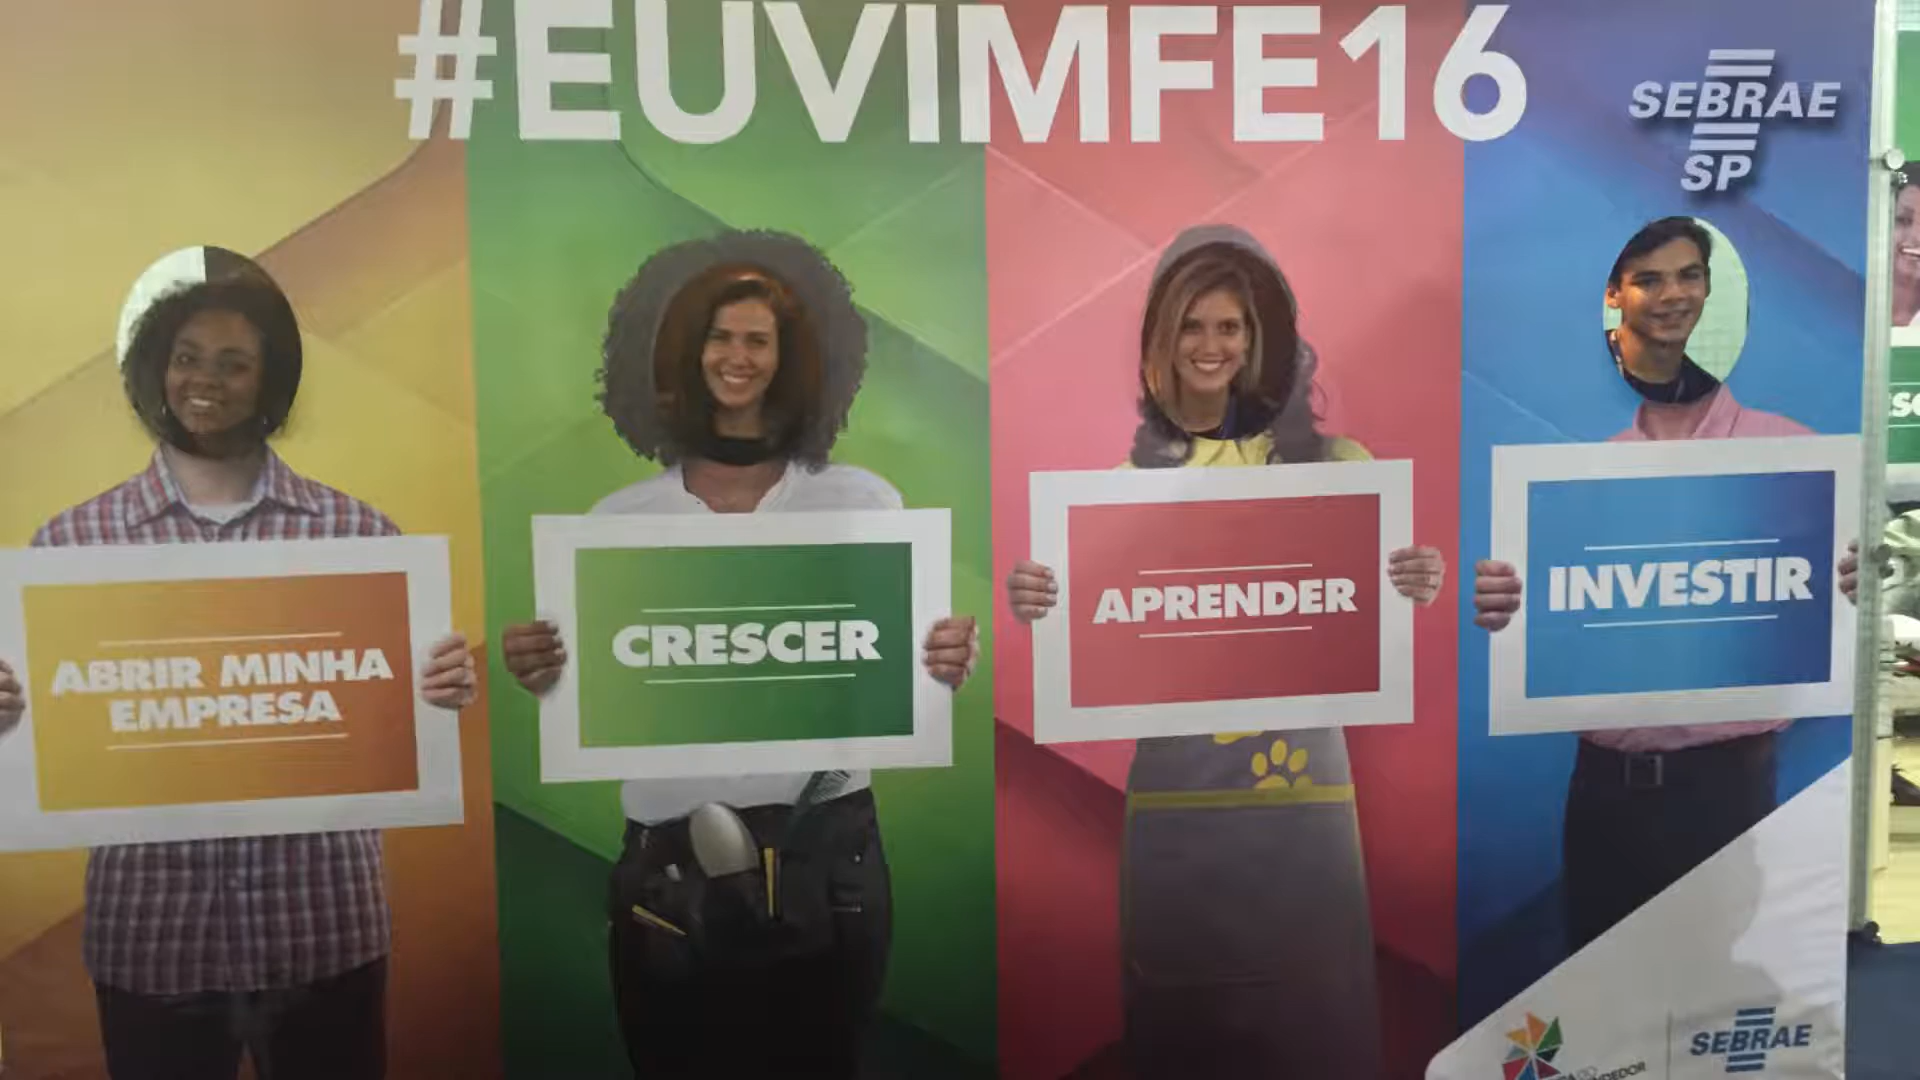 #EUVIMFE16
SEBRAE
SP
ABRIR MINHA
EMPRESA
CRESCER
APRENDER
INVESTIR
SEBRAE